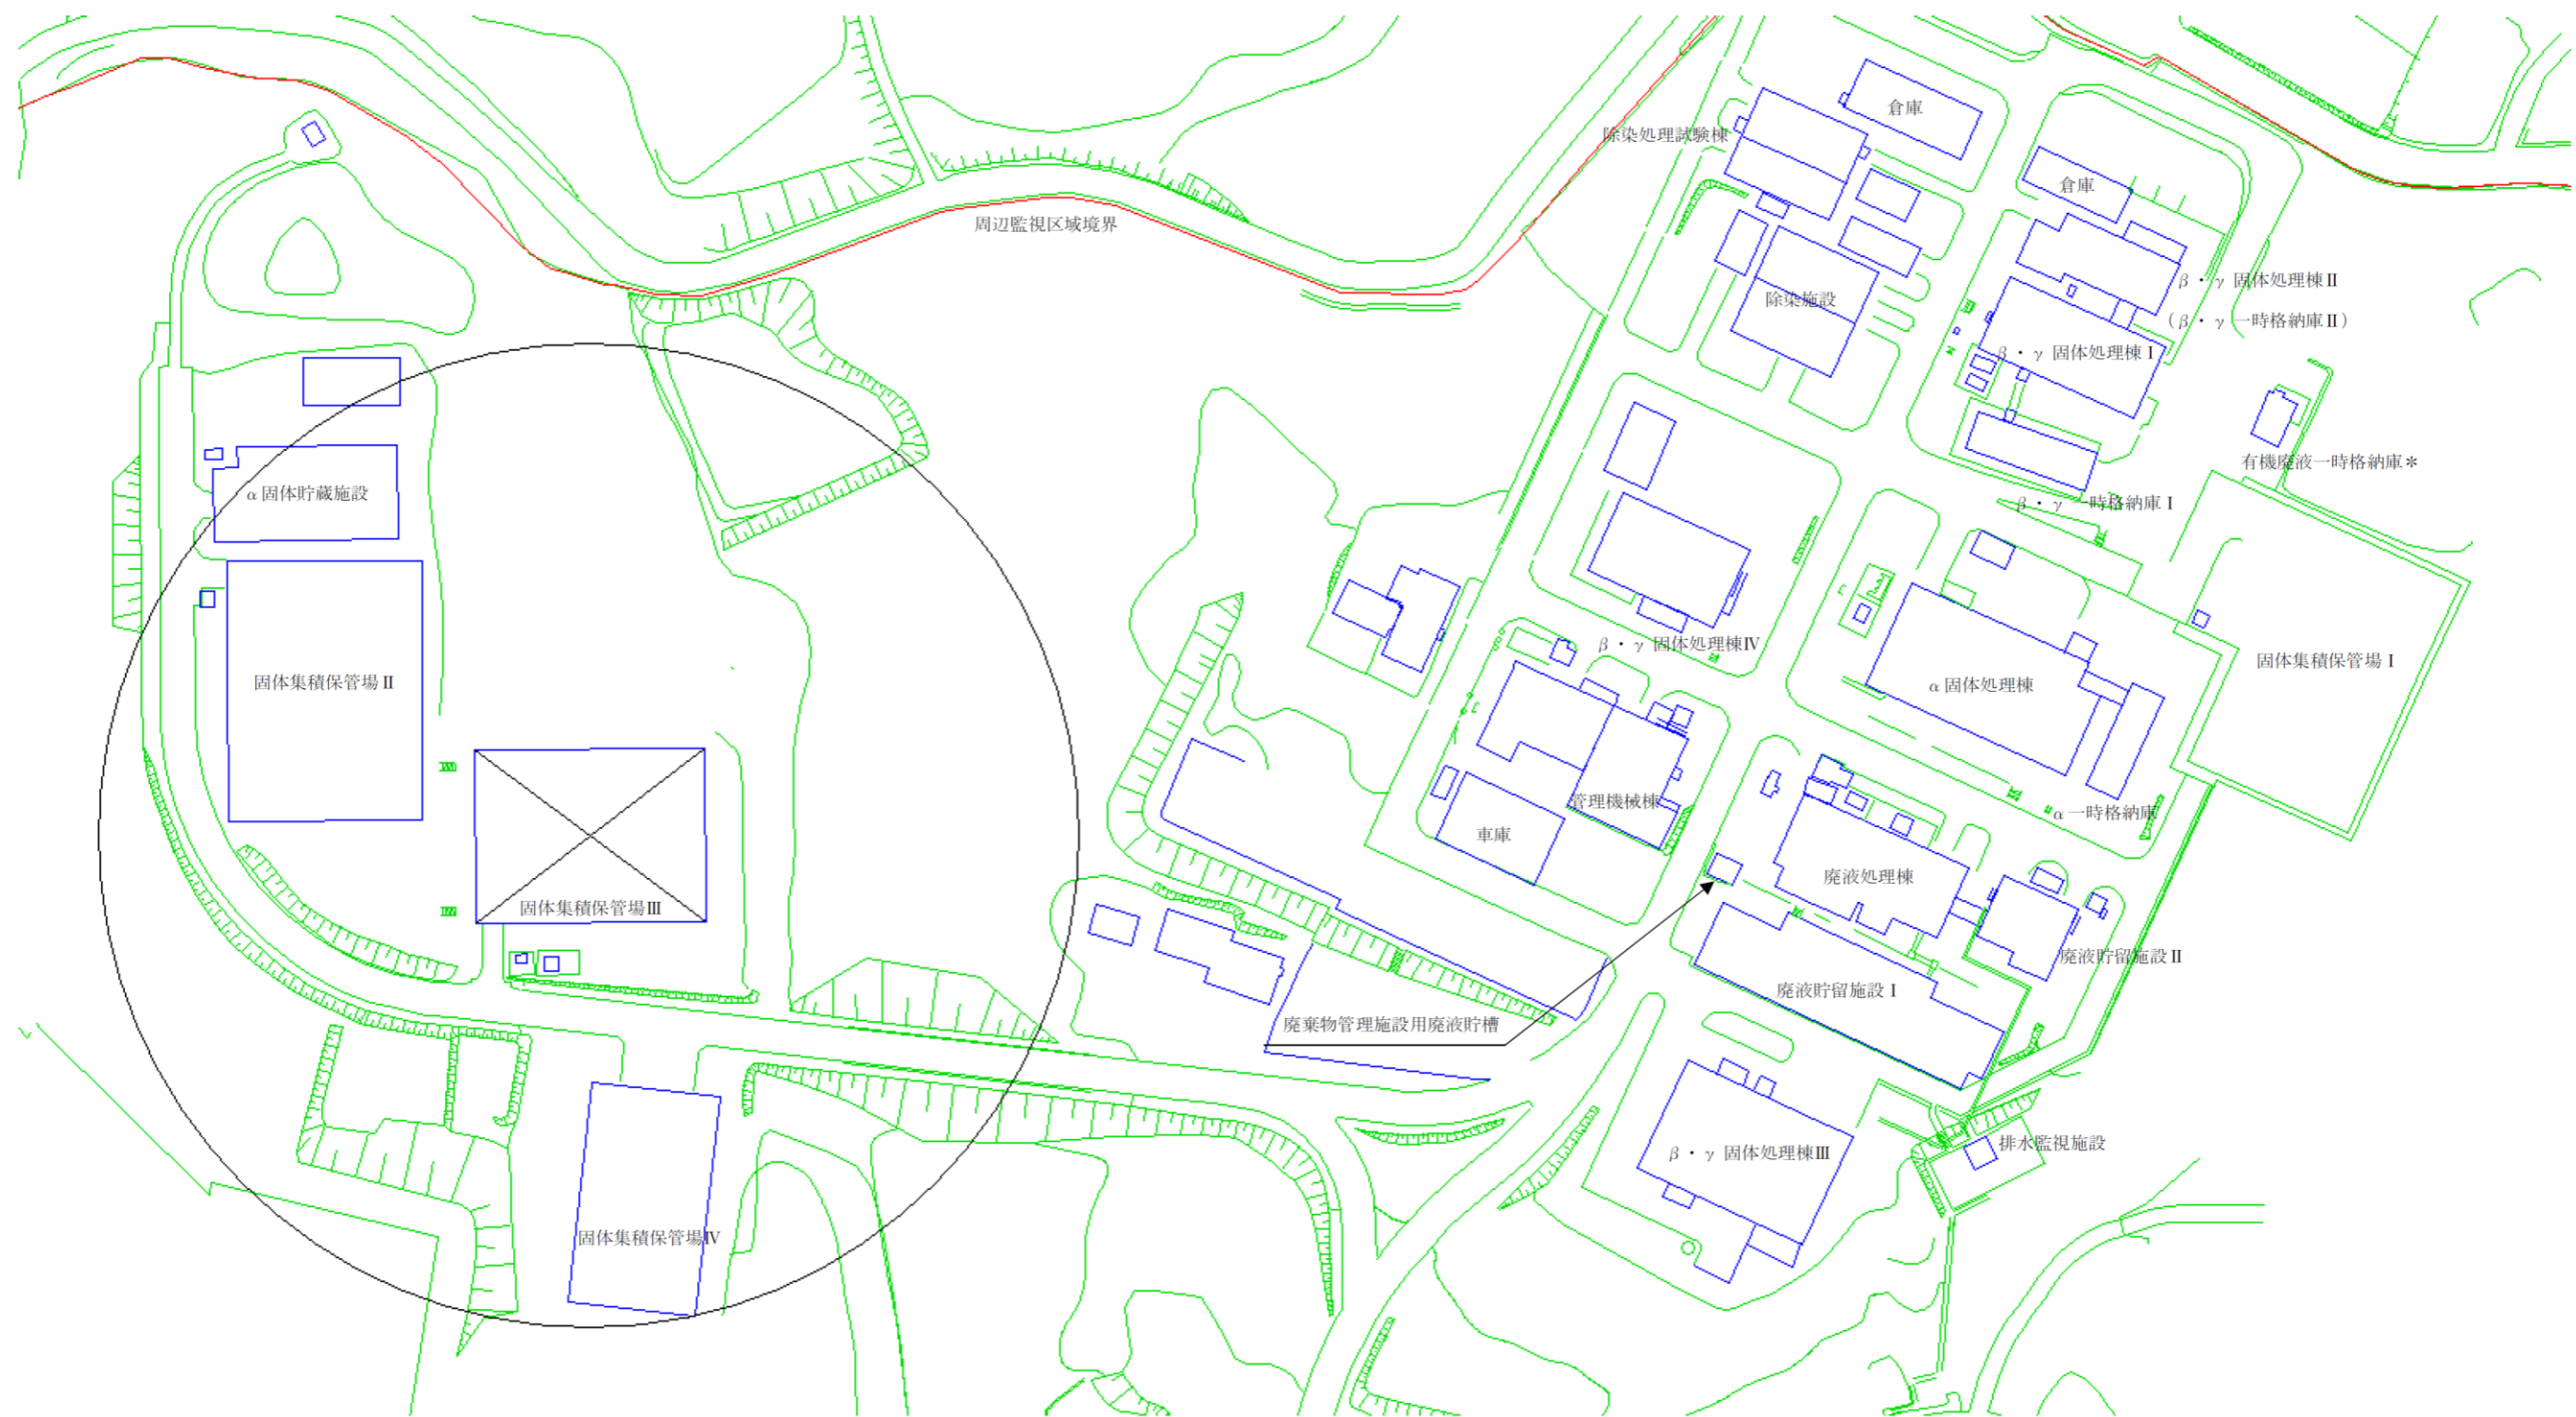 倉庫
除染処理試験棟
倉庫
周辺監視区域境界
β・γ 固体処理棟Ⅱ
除染施設
（β・γ 一時格納庫Ⅱ）
β・γ 固体処理棟Ⅰ
有機廃液一時格納庫＊
α固体貯蔵施設
β・γ 一時格納庫Ⅰ
β・γ 固体処理棟Ⅳ
固体集積保管場Ⅰ
固体集積保管場Ⅱ
α固体処理棟
管理機械棟
α一時格納庫
車庫
廃液処理棟
固体集積保管場Ⅲ
廃液貯留施設Ⅱ
廃液貯留施設Ⅰ
廃棄物管理施設用廃液貯槽
排水監視施設
β・γ 固体処理棟Ⅲ
固体集積保管場Ⅳ